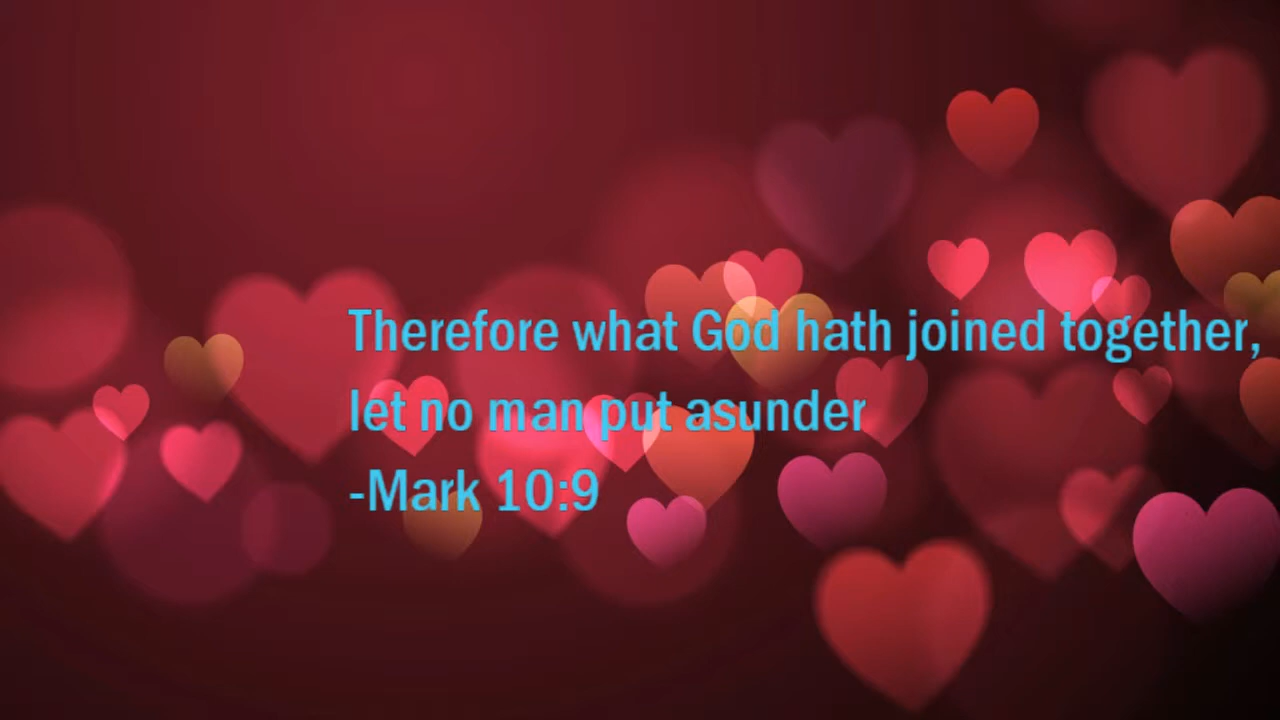 Therefore what God hath joined together,
let no man put asunder
-Mark 10:9